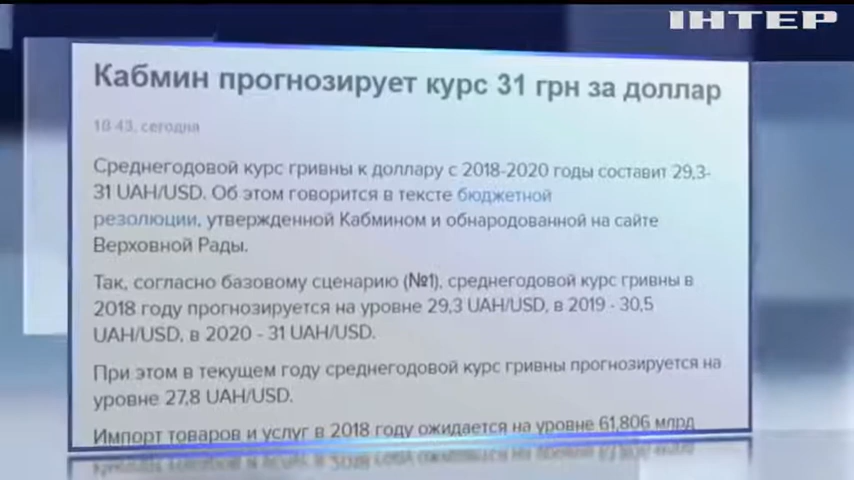 ІНТЕР
Кабмин прогнозирует курс 31 грн за доллар
18:43, сегодня
Среднегодовой курс гривны к доллару с 2018-2020 годы составит 29,3-
31 UAH/USD. Об этом говорится в тексте бюджетной
резолюции, утвержденной Кабмином и обнародованной на сайте
Верховной Рады.
Так, согласно базовому сценарию (№1), среднегодовой курс гривны в
2018 году прогнозируется на уровне 29,3 UAH/USD, в 2019 - 30,5
UAH/USD, в 2020 - 31 UAH/USD.
При этом в текущем году среднегодовой курс гривны прогнозируется на
уровне 27,8 UAH/USD.
Импорт товаров и услуг в 2018 году ожидается на уровне 61,806 млрд